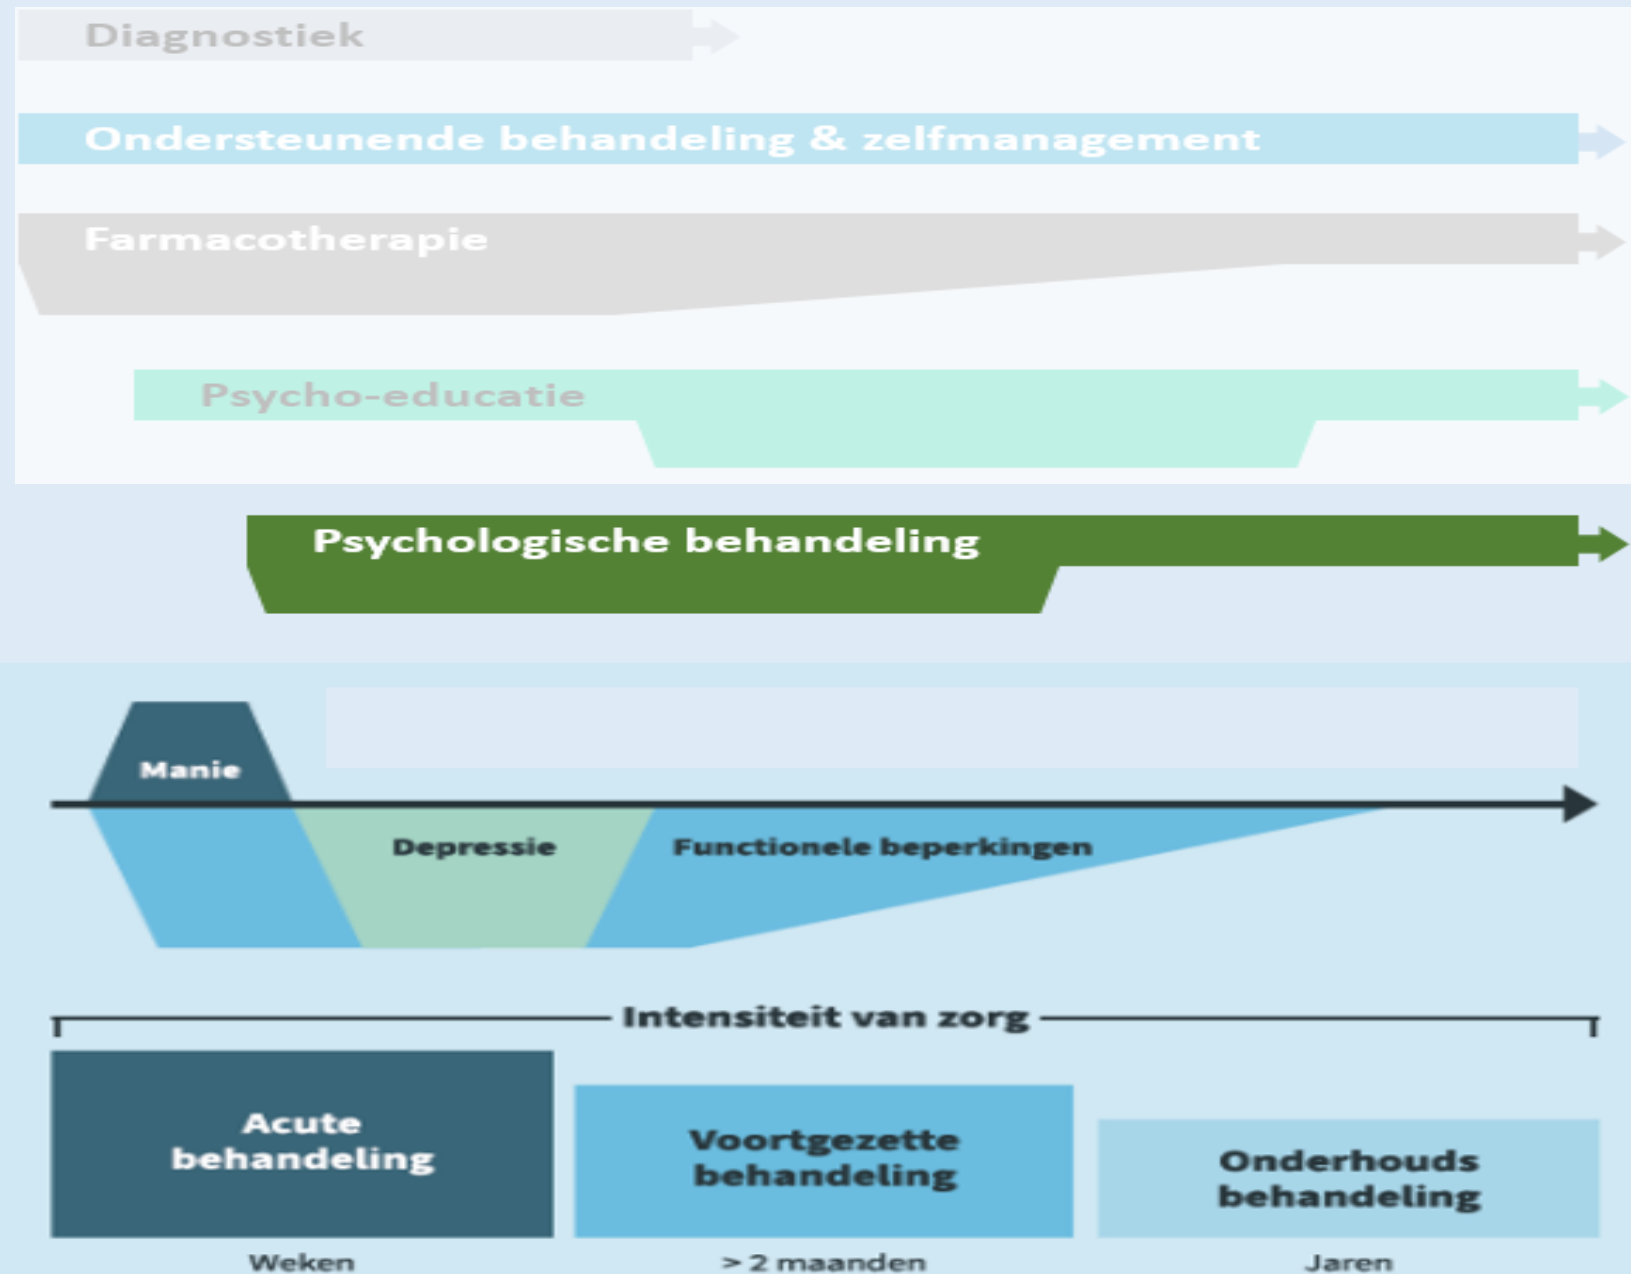 Diagnostiek
Ondersteunende behandeling & zelfmanagement
Farmacotherapie
Psycho-educatie
Psychologische behandeling
Manie
Depressie
Functionele beperkingen
Intensiteit van zorg
Acute
behandeling
Voortgezette
behandeling
Onderhouds
behandeling
Weken
> 2 maanden
Jaren